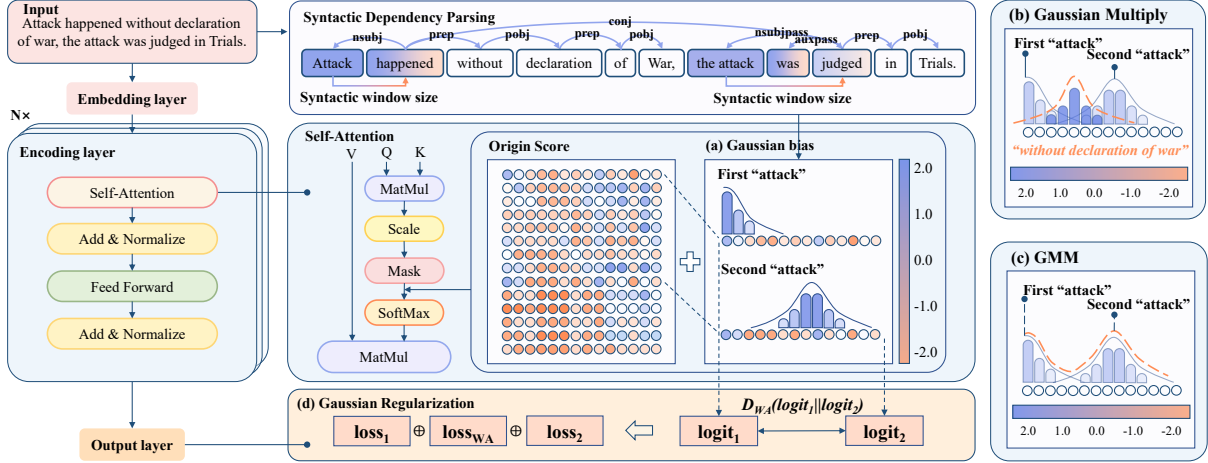 Input
Attack happened without declaration
of war, the attack was judged in Trials.
Embedding layer
N×
Encoding layer
Self-Attention
Add & Normalize
Feed Forward
Add & Normalize
Output layer
Syntactic Dependency Parsing
conj
nsubj
prep
pobj
prep
pobj
nsubjpass
auxpass
prep
pobj
Attack
happened
without
declaration
of
War,
the attack
was
judged
in
Trials.
Syntactic window size
Syntactic window size
Self-Attention
V
Q
K
MatMul
Scale
Mask
SoftMax
MatMul
Origin Score
(a) Gaussian bias
First “attack”
Second “attack”
2.0
1.0
0.0
-1.0
-2.0
(d) Gaussian Regularization
loss1
⊕
lossWA
⊕
loss2
logit1
DWA(logit1||logit2)
logit2
(b) Gaussian Multiply
First “attack”
Second “attack”
“without declaration of war”
2.0 1.0 0.0 -1.0 -2.0
(c) GMM
First “attack”
Second “attack”
2.0 1.0 0.0 -1.0 -2.0